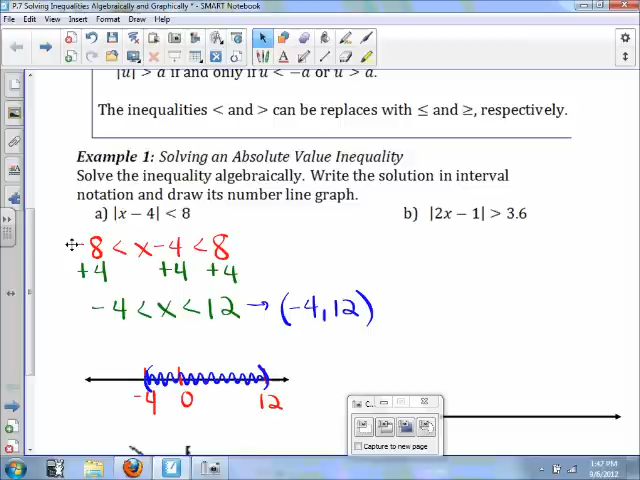 P.7 Solving Inequalities Algebraically and Graphically * - SMART Notebook
File Edit View Insert Format Tools Draw Help
|u| > a if and only if u < −a or u > a.
The inequalities < and > can be replaces with ≤ and ≥, respectively.
Example 1: Solving an Absolute Value Inequality
Solve the inequality algebraically. Write the solution in interval
notation and draw its number line graph.
a) |x − 4| < 8 b) |2x − 1| > 3.6
-8 < x - 4 < 8
+4 +4 +4
-4 < x < 12 → (-4, 12)
-4 0 12
C...
Capture to new page
1:42 PM
9/6/2012